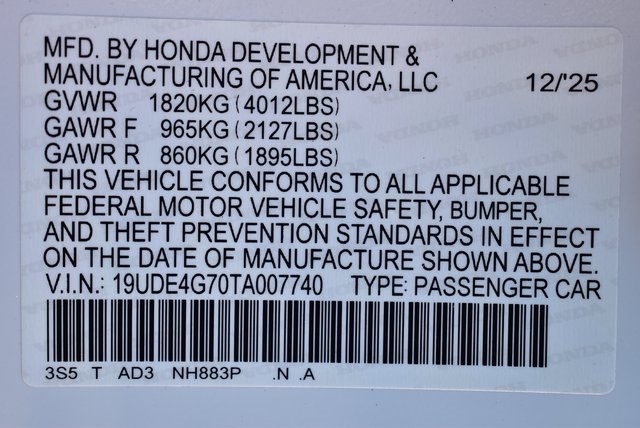 MFD. BY HONDA DEVELOPMENT &
MANUFACTURING OF AMERICA, LLC 12/'25
GVWR 1820KG (4012LBS)
GAWR F 965KG (2127LBS)
GAWR R 860KG (1895LBS)
THIS VEHICLE CONFORMS TO ALL APPLICABLE
FEDERAL MOTOR VEHICLE SAFETY, BUMPER,
AND THEFT PREVENTION STANDARDS IN EFFECT
ON THE DATE OF MANUFACTURE SHOWN ABOVE.
V.I.N.: 19UDE4G70TA007740 TYPE: PASSENGER CAR
3S5 T AD3 NH883P .N .A